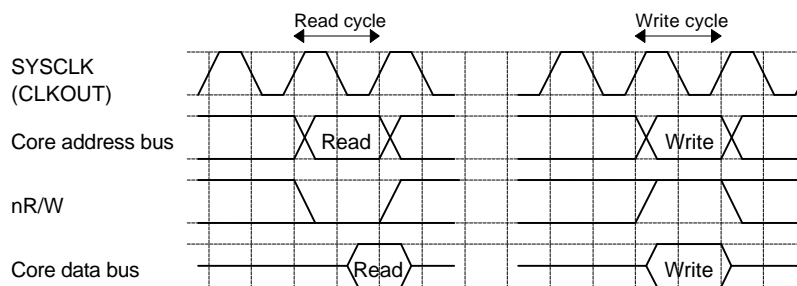 Read cycle Write cycle
SYSCLK
(CLKOUT)
Core address bus Read Write
nR/W
Core data bus Read Write